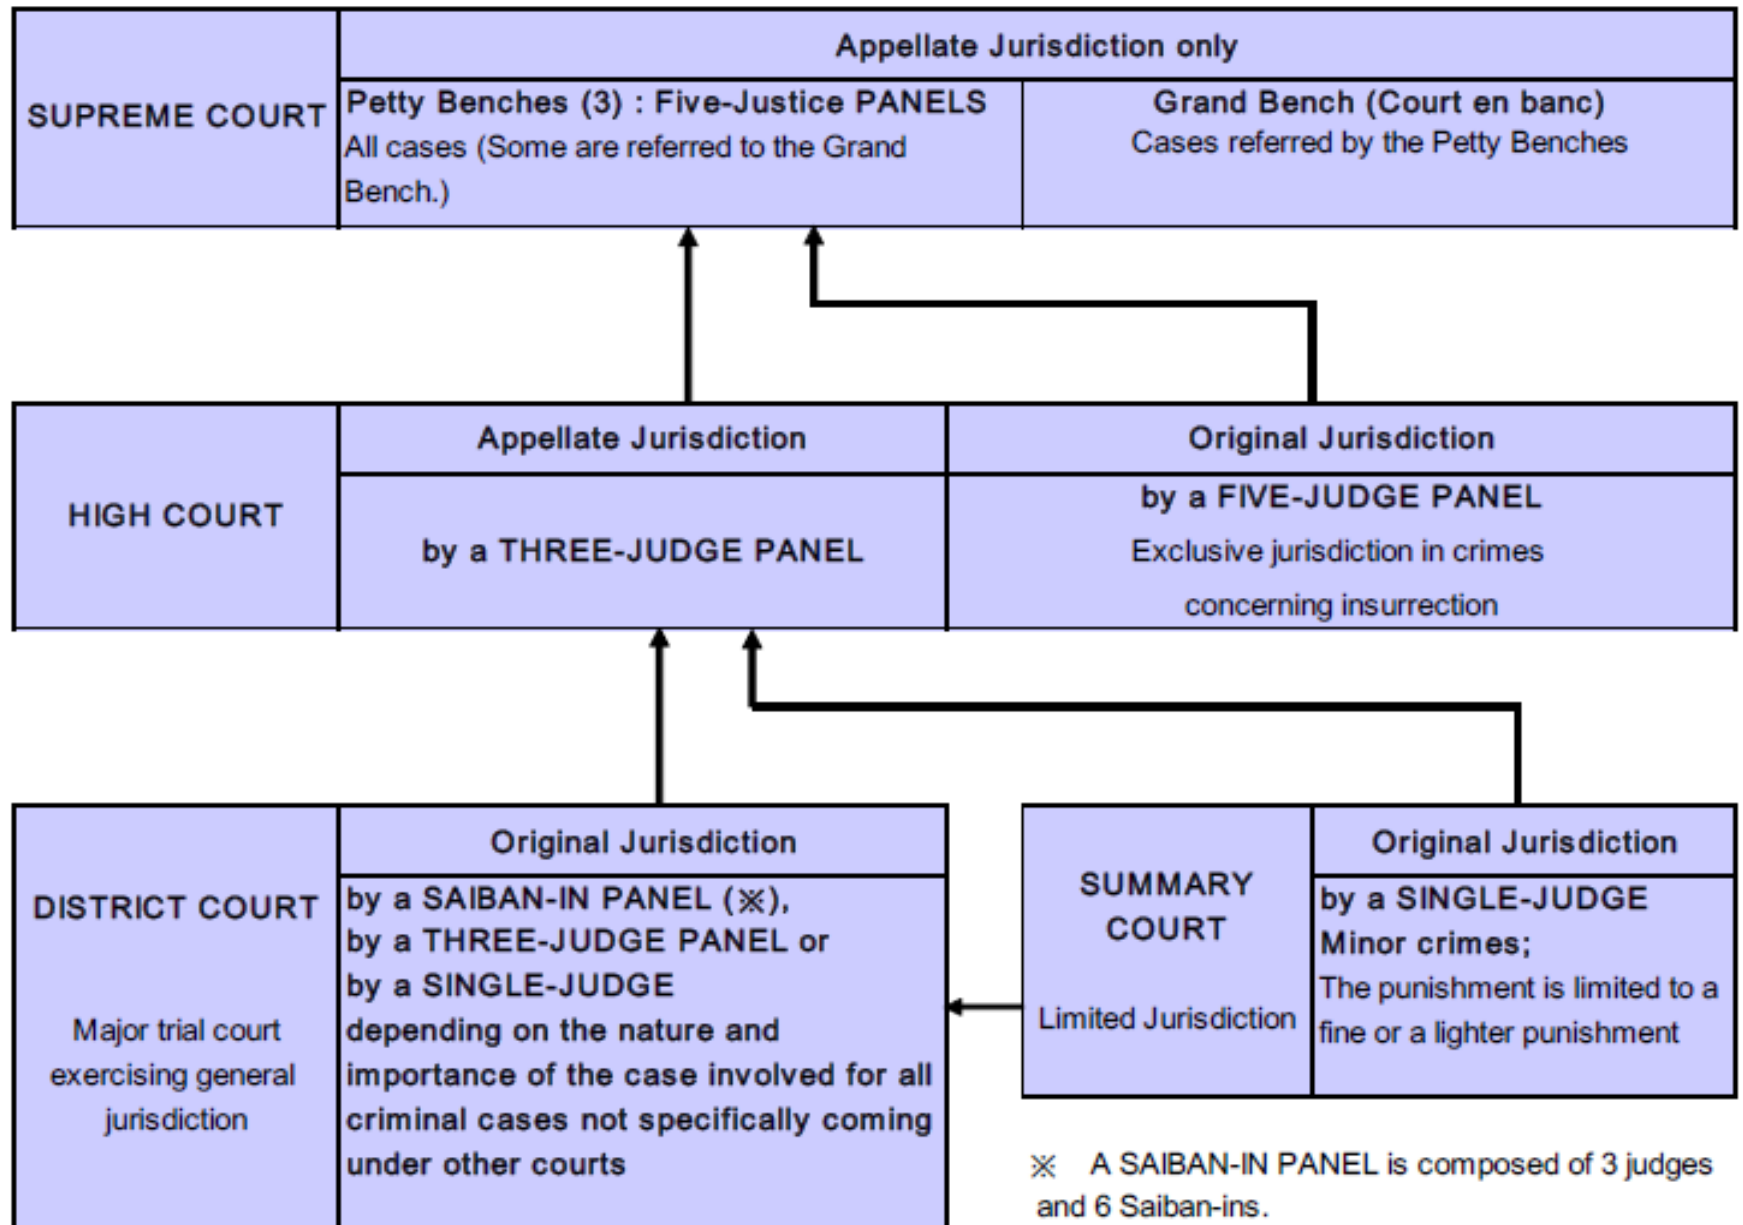 SUPREME COURT
Appellate Jurisdiction only
Petty Benches (3) : Five-Justice PANELS
All cases (Some are referred to the Grand
Bench.)
Grand Bench (Court en banc)
Cases referred by the Petty Benches
HIGH COURT
Appellate Jurisdiction
by a THREE-JUDGE PANEL
Original Jurisdiction
by a FIVE-JUDGE PANEL
Exclusive jurisdiction in crimes
concerning insurrection
DISTRICT COURT
Major trial court
exercising general
jurisdiction
Original Jurisdiction
by a SAIBAN-IN PANEL (※),
by a THREE-JUDGE PANEL or
by a SINGLE-JUDGE
depending on the nature and
importance of the case involved for all
criminal cases not specifically coming
under other courts
SUMMARY
COURT
Limited Jurisdiction
Original Jurisdiction
by a SINGLE-JUDGE
Minor crimes;
The punishment is limited to a
fine or a lighter punishment
※ A SAIBAN-IN PANEL is composed of 3 judges
and 6 Saiban-ins.